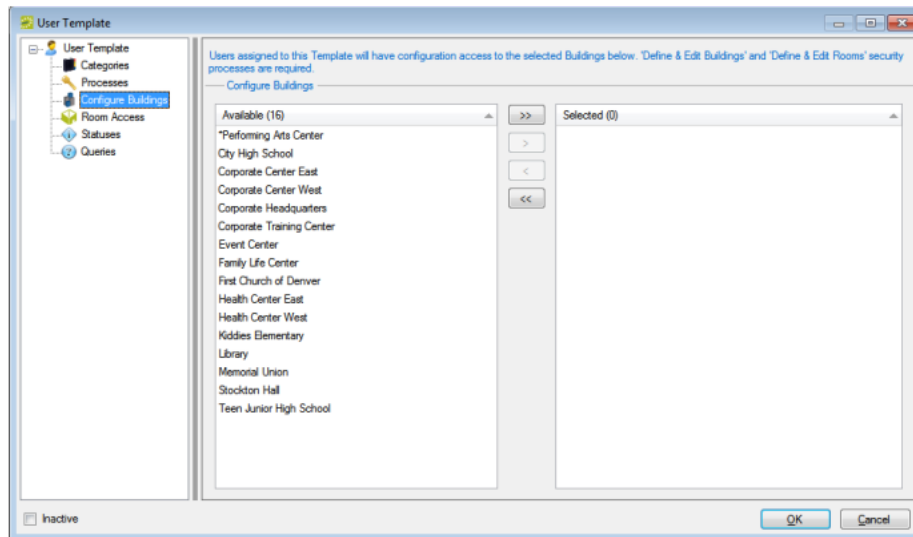 User Template
User Template
Categories
Processes
Configure Buildings
Room Access
Statuses
Queries
Users assigned to this Template will have configuration access to the selected Buildings below. 'Define & Edit Buildings' and 'Define & Edit Rooms' security
processes are required.
Configure Buildings
Available (16)
*Performing Arts Center
City High School
Corporate Center East
Corporate Center West
Corporate Headquarters
Corporate Training Center
Event Center
Family Life Center
First Church of Denver
Health Center East
Health Center West
Kiddies Elementary
Library
Memorial Union
Stockton Hall
Teen Junior High School
>>
>
<
<<
Selected (0)
Inactive
OK
Cancel